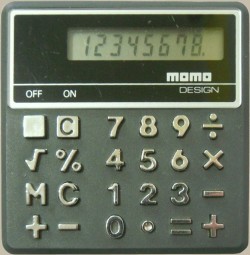 12345678.
momo
DESIGN
OFF ON
C 7 8 9 ÷
√ % 4 5 6 ×
M C 1 2 3 −
+ − 0 . = +